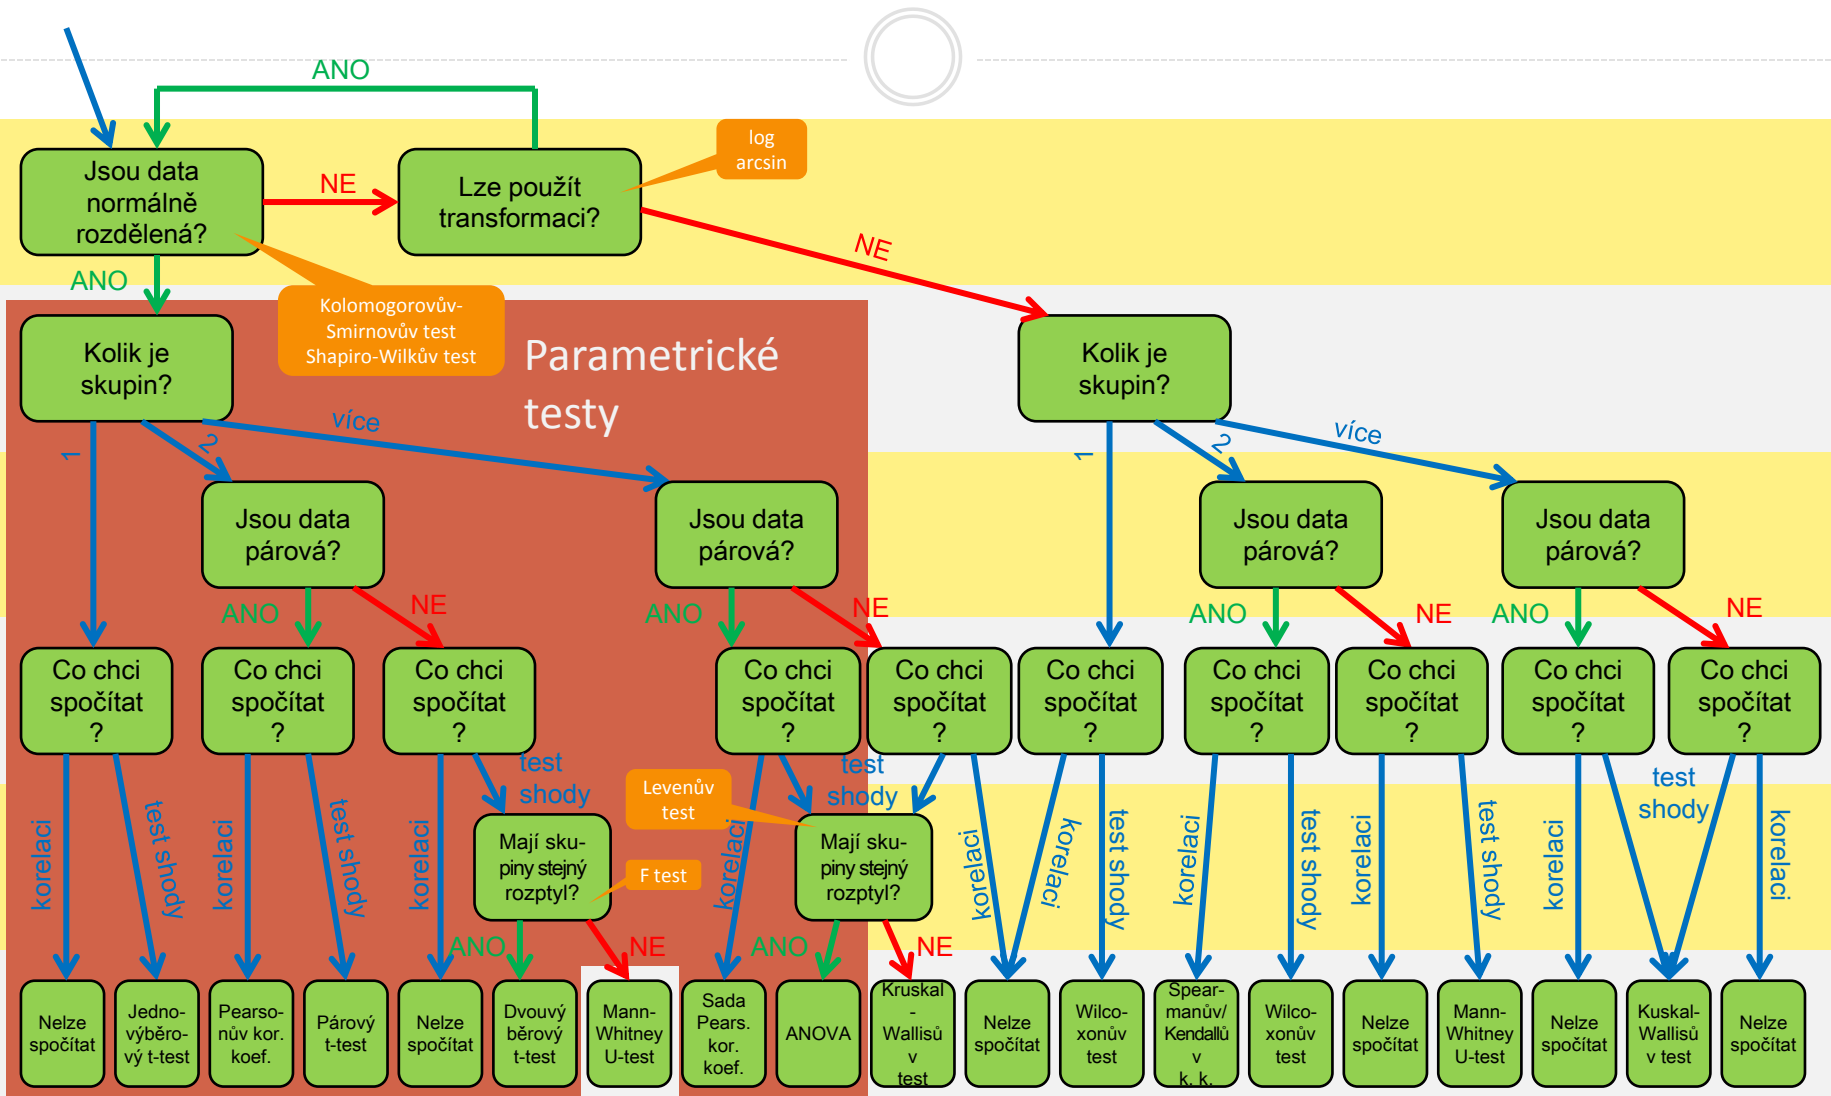 ANO
log
arcsin
Jsou data
normálně
rozdělená?
NE
Lze použít
transformaci?
NE
ANO
Kolomogorovův-
Smirnovův test
Shapiro-Wilkův test
Parametrické
testy
Kolik je
skupin?
Kolik je
skupin?
1
2
více
1
2
více
Jsou data
párová?
Jsou data
párová?
Jsou data
párová?
Jsou data
párová?
ANO
NE
ANO
NE
ANO
NE
ANO
NE
Co chci
spočítat
?
Co chci
spočítat
?
Co chci
spočítat
?
Co chci
spočítat
?
Co chci
spočítat
?
Co chci
spočítat
?
Co chci
spočítat
?
Co chci
spočítat
?
Co chci
spočítat
?
Co chci
spočítat
?
test
shody
test
shody
test
shody
Levenův
test
korelaci
test shody
korelaci
test shody
korelaci
Mají sku-
piny stejný
rozptyl?
F test
korelaci
Mají sku-
piny stejný
rozptyl?
korelaci
korelaci
test shody
korelaci
test shody
korelaci
test shody
korelaci
korelaci
ANO
NE
ANO
NE
Nelze
spočítat
Jedno-
výběro-
vý t-test
Pearso-
nův kor.
koef.
Párový
t-test
Nelze
spočítat
Dvouvý
běrový
t-test
Mann-
Whitney
U-test
Sada
Pears.
kor.
koef.
ANOVA
Kruskal
-
Wallisů
v
test
Nelze
spočítat
Wilco-
xonův
test
Spear-
manův/
Kendallů
v
k. k.
Wilco-
xonův
test
Nelze
spočítat
Mann-
Whitney
U-test
Nelze
spočítat
Kuskal-
Wallisů
v test
Nelze
spočítat